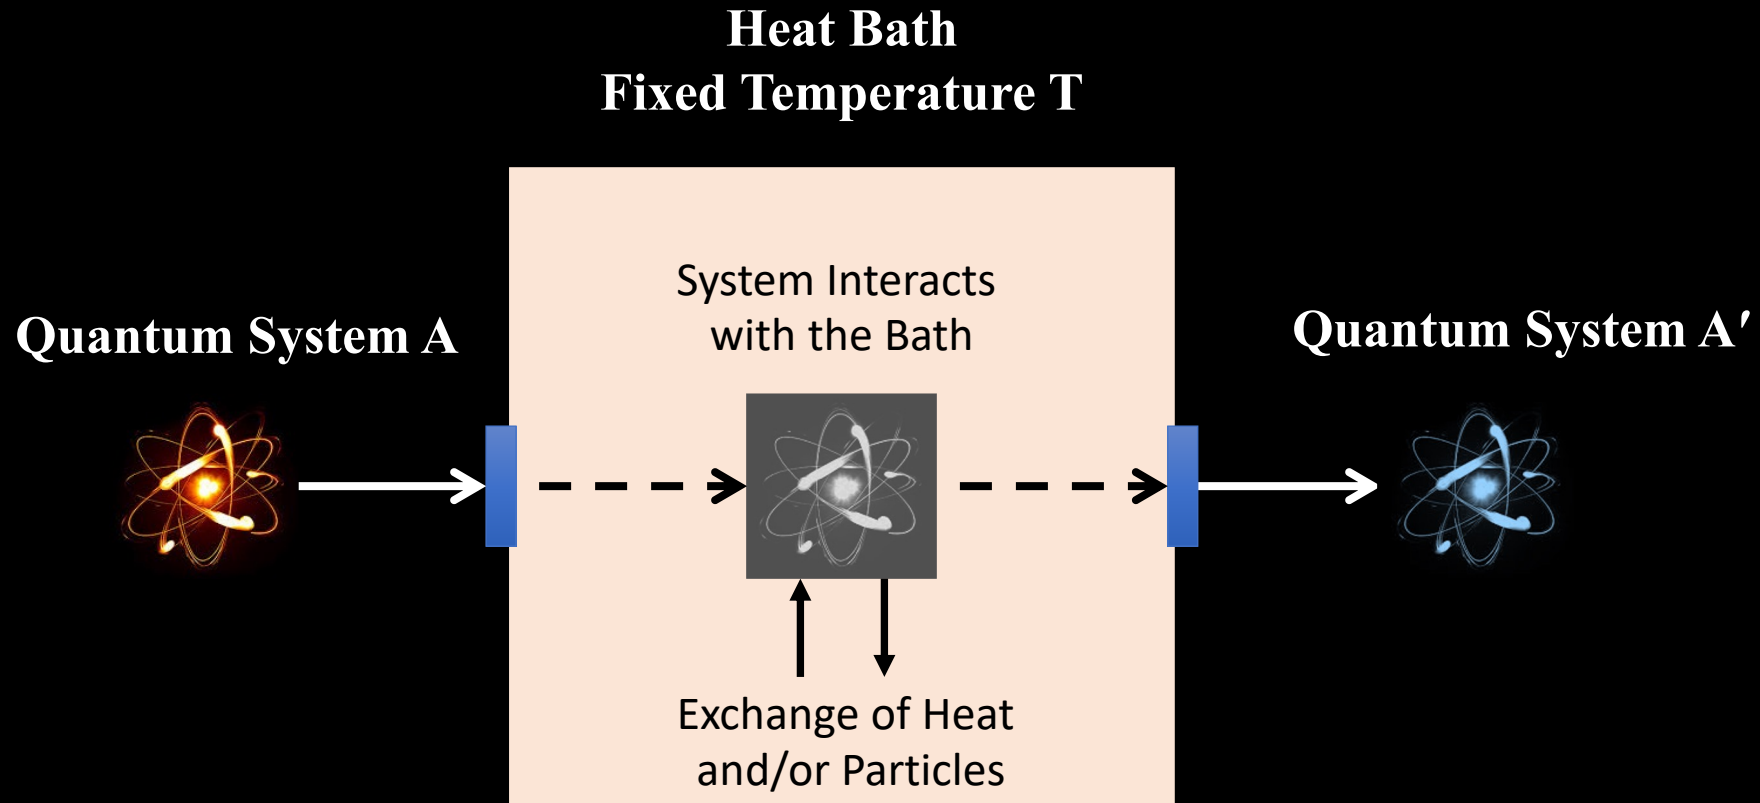 Heat Bath
Fixed Temperature T
System Interacts
with the Bath
Quantum System A
Quantum System A′
Exchange of Heat
and/or Particles